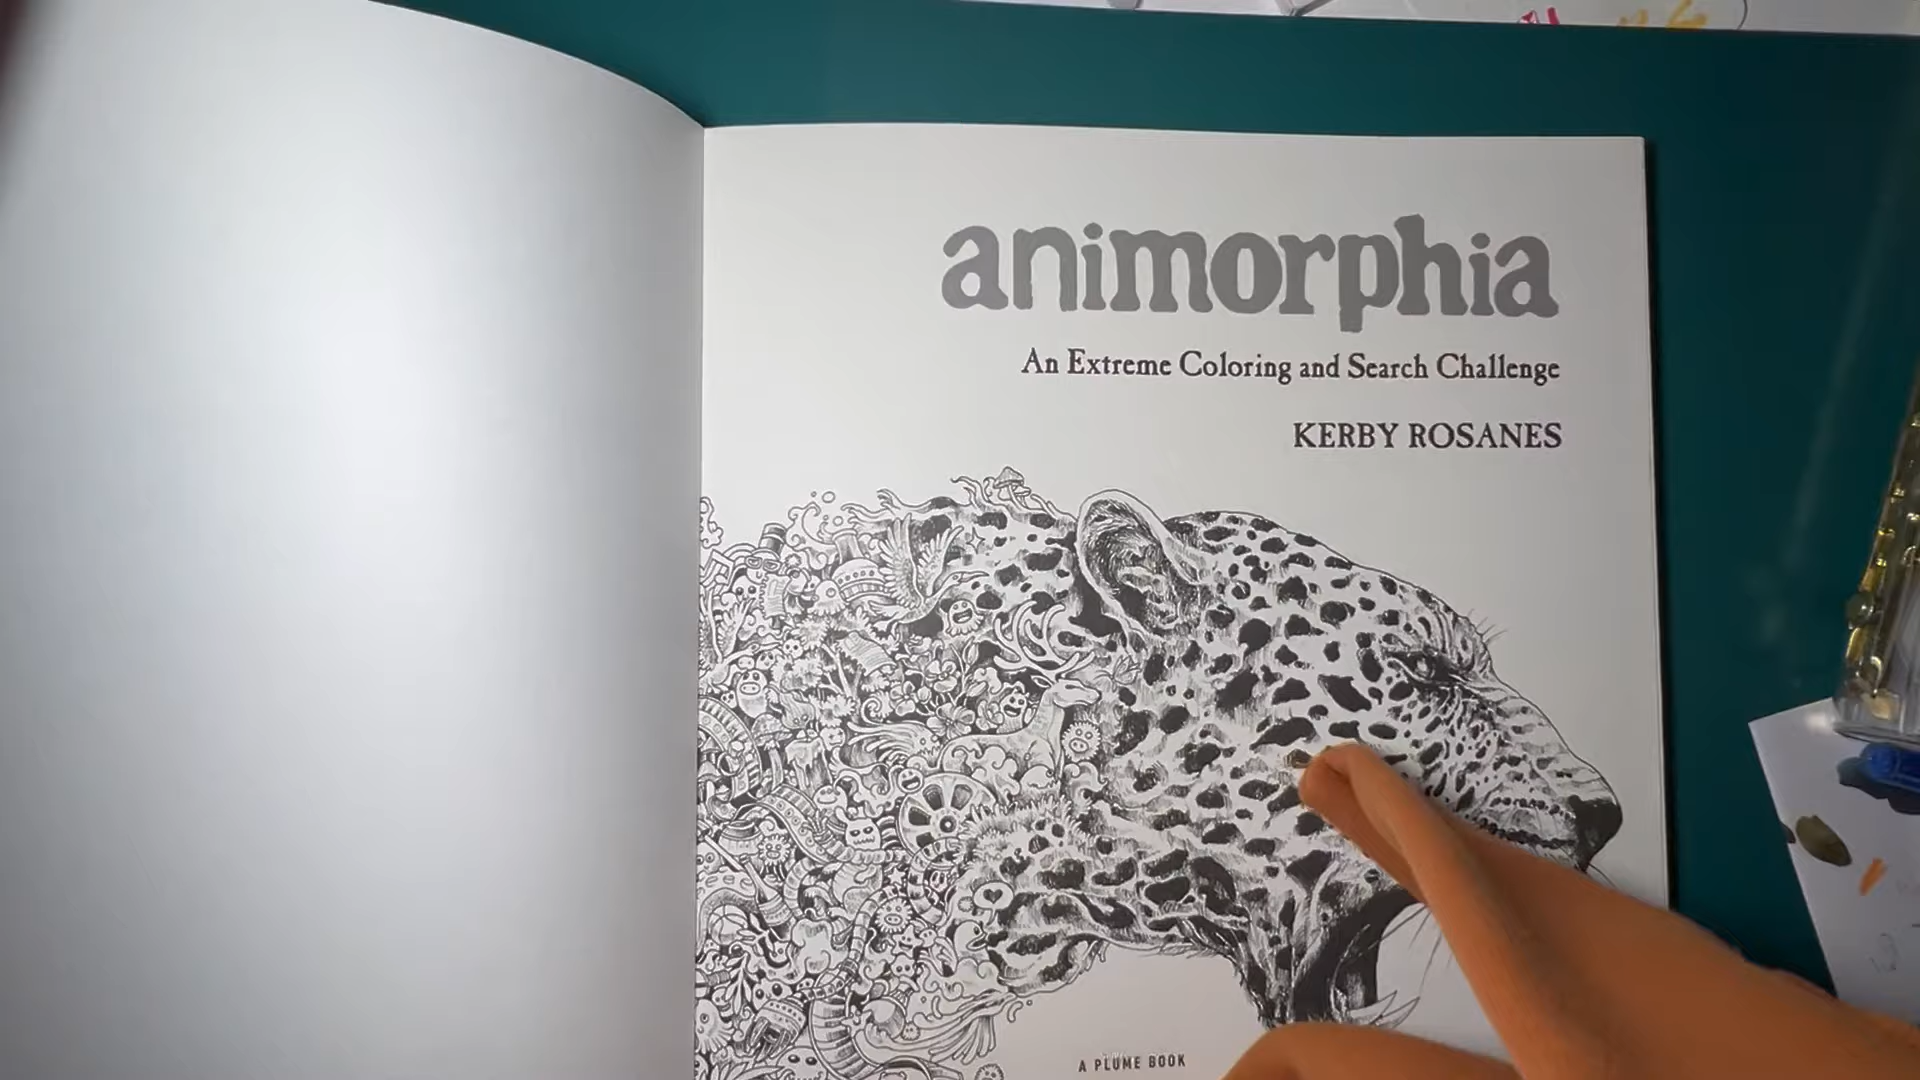 animorphia
An Extreme Coloring and Search Challenge
KERBY ROSANES
A PLUME BOOK